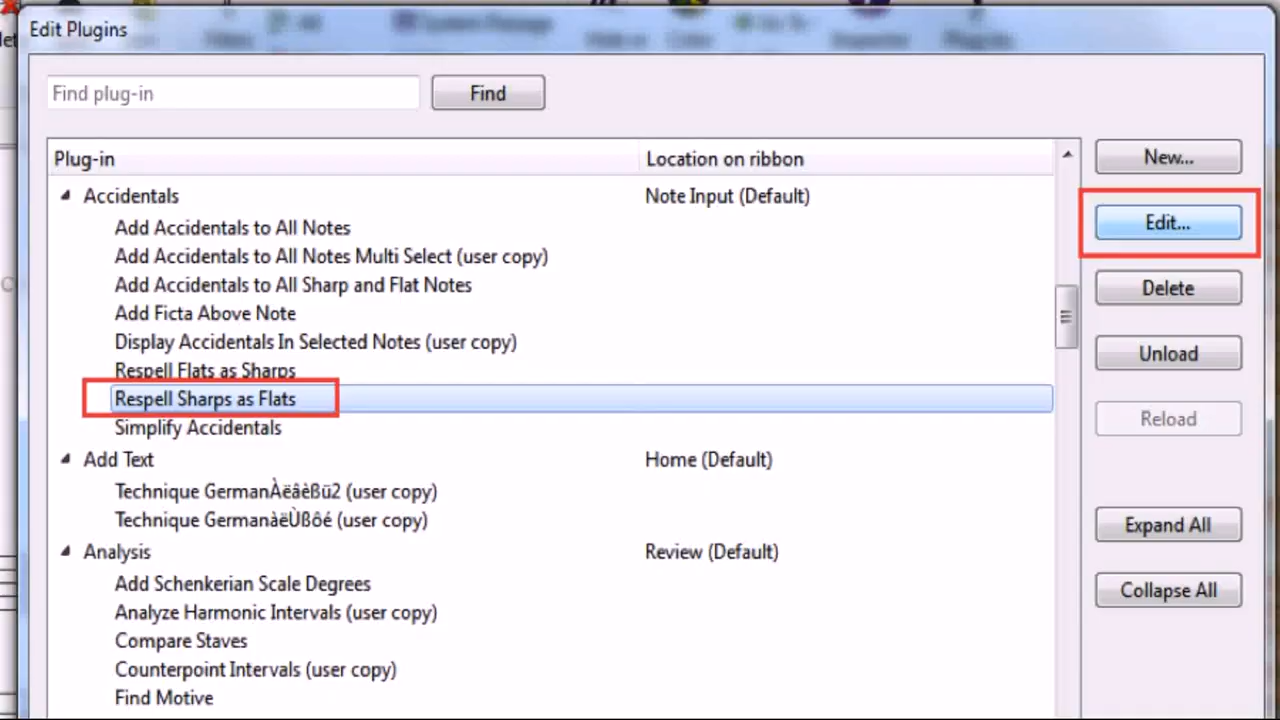 Edit Plugins
Find plug-in
Find
Plug-in Location on ribbon
New...
Accidentals Note Input (Default)
Edit...
Add Accidentals to All Notes
Add Accidentals to All Notes Multi Select (user copy)
Add Accidentals to All Sharp and Flat Notes
Delete
Add Ficta Above Note
Display Accidentals In Selected Notes (user copy)
Unload
Respell Flats as Sharps
Respell Sharps as Flats
Reload
Simplify Accidentals
Add Text Home (Default)
Technique GermanÀëâèßü2 (user copy)
Technique GermanàëÙßôé (user copy)
Expand All
Analysis Review (Default)
Add Schenkerian Scale Degrees
Collapse All
Analyze Harmonic Intervals (user copy)
Compare Staves
Counterpoint Intervals (user copy)
Find Motive